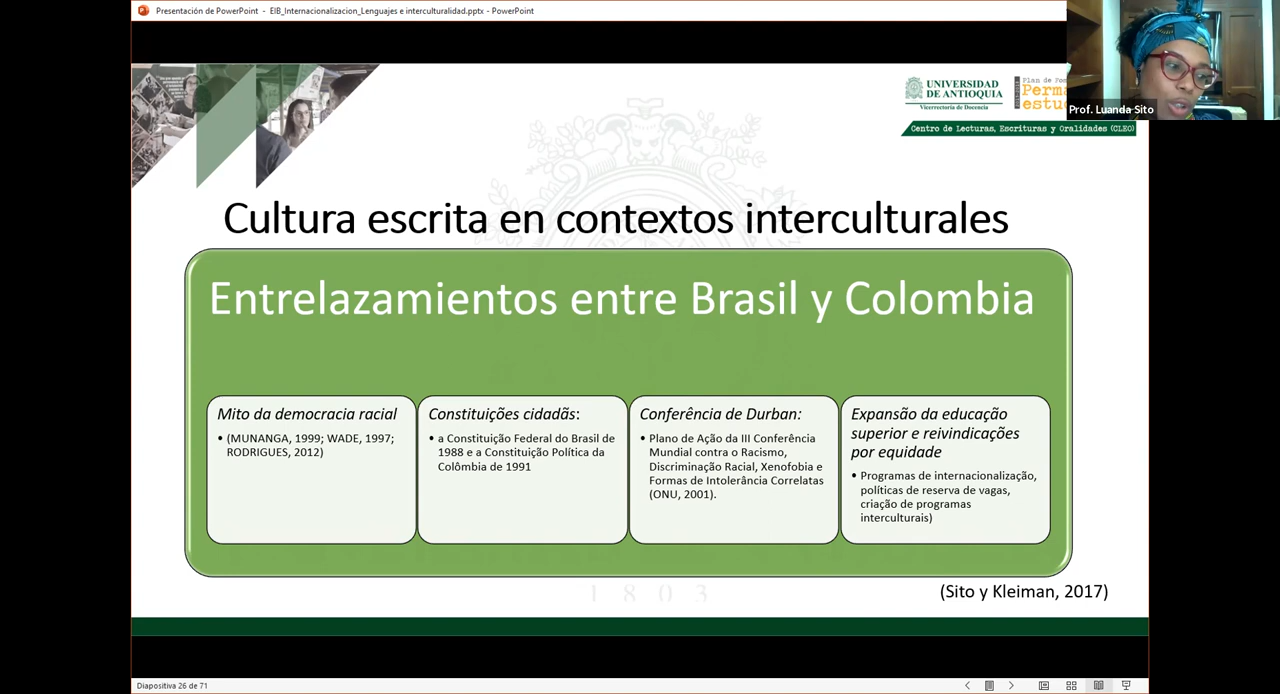 Presentación de PowerPoint - EIB_Internacionalizacion_Lenguajes e interculturalidad.pptx - PowerPoint
UNIVERSIDAD
DE ANTIOQUIA
Vicerrectoría de Docencia
Plan de Fo
Perma
estu
Prof. Luanda Sito
Centro de Lecturas, Escrituras y Oralidades (CLEO)
Cultura escrita en contextos interculturales
Entrelazamientos entre Brasil y Colombia
Mito da democracia racial
• (MUNANGA, 1999; WADE, 1997;
RODRIGUES, 2012)
Constituições cidadãs:
• a Constituição Federal do Brasil de
1988 e a Constituição Política da
Colômbia de 1991
Conferência de Durban:
• Plano de Ação da III Conferência
Mundial contra o Racismo,
Discriminação Racial, Xenofobia e
Formas de Intolerância Correlatas
(ONU, 2001).
Expansão da educação
superior e reivindicações
por equidade
• Programas de internacionalização,
políticas de reserva de vagas,
criação de programas
interculturais)
1 8 0 3
(Sito y Kleiman, 2017)
Diapositiva 26 de 71